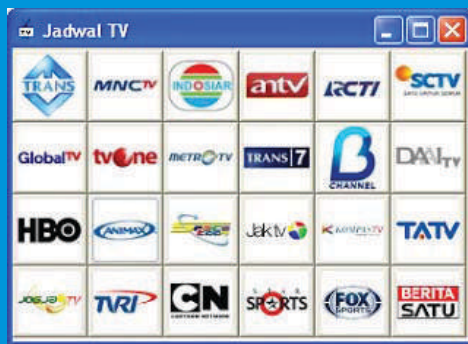 Jadwal TV
TRANS MNCTV INDOSIAR antv RCTI SCTV
GlobalTV tvOne METRO TV TRANS|7 B CHANNEL DAAI TV
HBO ANIMAX JakTV KOMPASTV TATV
JOGJA TV TVRI CN CARTOON NETWORK STAR SPORTS FOX SPORTS BERITA SATU